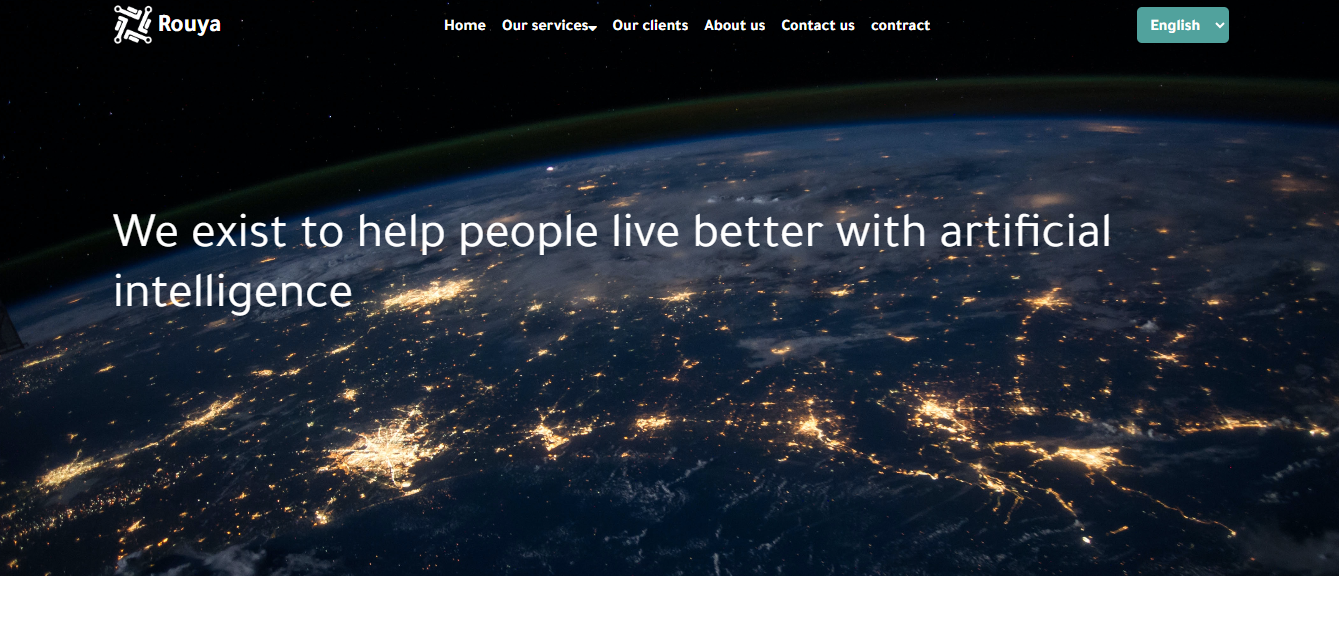 Rouya
Home Our services Our clients About us Contact us contract
English
We exist to help people live better with artificial
intelligence